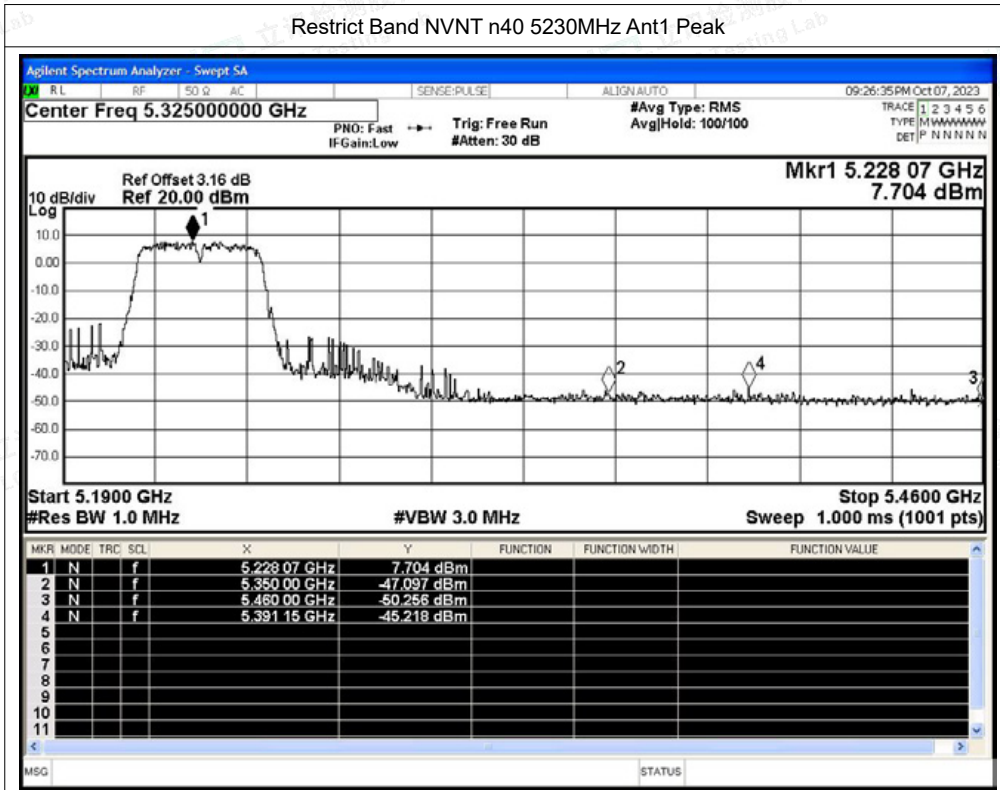 Restrict Band NVNT n40 5230MHz Ant1 Peak
Agilent Spectrum Analyzer - Swept SA
RL RF 50 Ω AC SENSE:PULSE ALIGN AUTO 09:26:35 PM Oct 07, 2023
Center Freq 5.325000000 GHz #Avg Type: RMS TRACE 1 2 3 4 5 6
PNO: Fast Trig: Free Run Avg|Hold: 100/100 TYPE M
IFGain:Low #Atten: 30 dB DET P N N N N N
Mkr1 5.228 07 GHz
7.704 dBm
Ref Offset 3.16 dB
10 dB/div Ref 20.00 dBm
Log
1
10.0
0.00
-10.0
-20.0
-30.0
-40.0
2 4 3
-50.0
-60.0
-70.0
Start 5.1900 GHz Stop 5.4600 GHz
#Res BW 1.0 MHz #VBW 3.0 MHz Sweep 1.000 ms (1001 pts)
MKR MODE TRC SCL X Y FUNCTION FUNCTION WIDTH FUNCTION VALUE
1 N f 5.228 07 GHz 7.704 dBm
2 N f 5.350 00 GHz -47.097 dBm
3 N f 5.460 00 GHz -50.256 dBm
4 N f 5.391 15 GHz -45.218 dBm
5
6
7
8
9
10
11
MSG STATUS